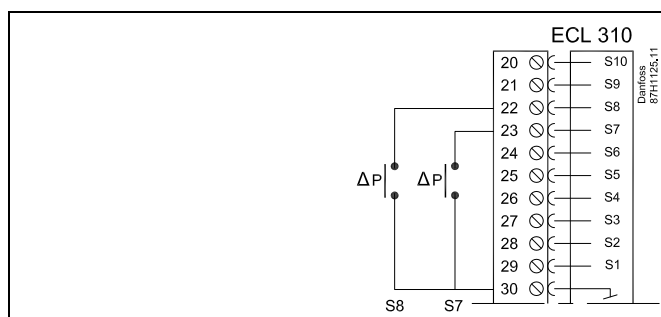 ECL 310
Danfoss
87H1125.11
20 S10
21 S9
22 S8
23 S7
24 S6
25 S5
26 S4
27 S3
28 S2
29 S1
30
ΔP ΔP
S8 S7